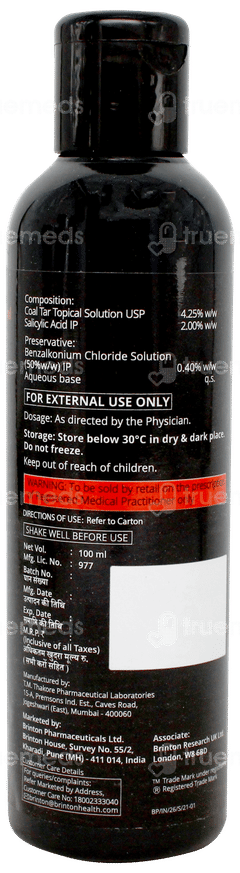 truemeds
Composition:
Coal Tar Topical Solution USP 4.25% w/w
Salicylic Acid IP 2.00% w/w
Preservative:
Benzalkonium Chloride Solution
(50%w/w) IP 0.40% w/w
Aqueous base q.s.
FOR EXTERNAL USE ONLY
Dosage: As directed by the Physician.
Storage: Store below 30°C in dry & dark place.
Do not freeze.
Keep out of reach of children.
WARNING: To be sold by retail on the prescription
Medical Practitioner only
DIRECTIONS OF USE: Refer to Carton
SHAKE WELL BEFORE USE
Net Vol. : 100 ml
Mfg. Lic. No. : 977
Batch No. :
घान संख्या
Mfg. Date :
उत्पादन की तिथि
Exp. Date :
समाप्ति की तिथि
M.R.P. ₹ :
(Inclusive of all Taxes)
अधिकतम खुदरा मूल्य रु.
(सभी करों सहित)
Manufactured by:
T.M. Thakore Pharmaceutical Laboratories
15-A, Premsons Ind. Est., Caves Road,
Jogeshwari (East), Mumbai - 400060
Marketed by:
Brinton Pharmaceuticals Ltd.
Brinton House, Survey No. 55/2,
Kharadi, Pune (MH) - 411 014, India
Customer Care Details
For queries/complaints:
Refer Marketed by Address,
Customer Care No: 18002333040
brinton@brintonhealth.com
Associate:
Brinton Research UK Ltd.
London, W8 6BD
™ Trade Mark under
® Registered Trade Mark
BP/IN/26/S/21-01